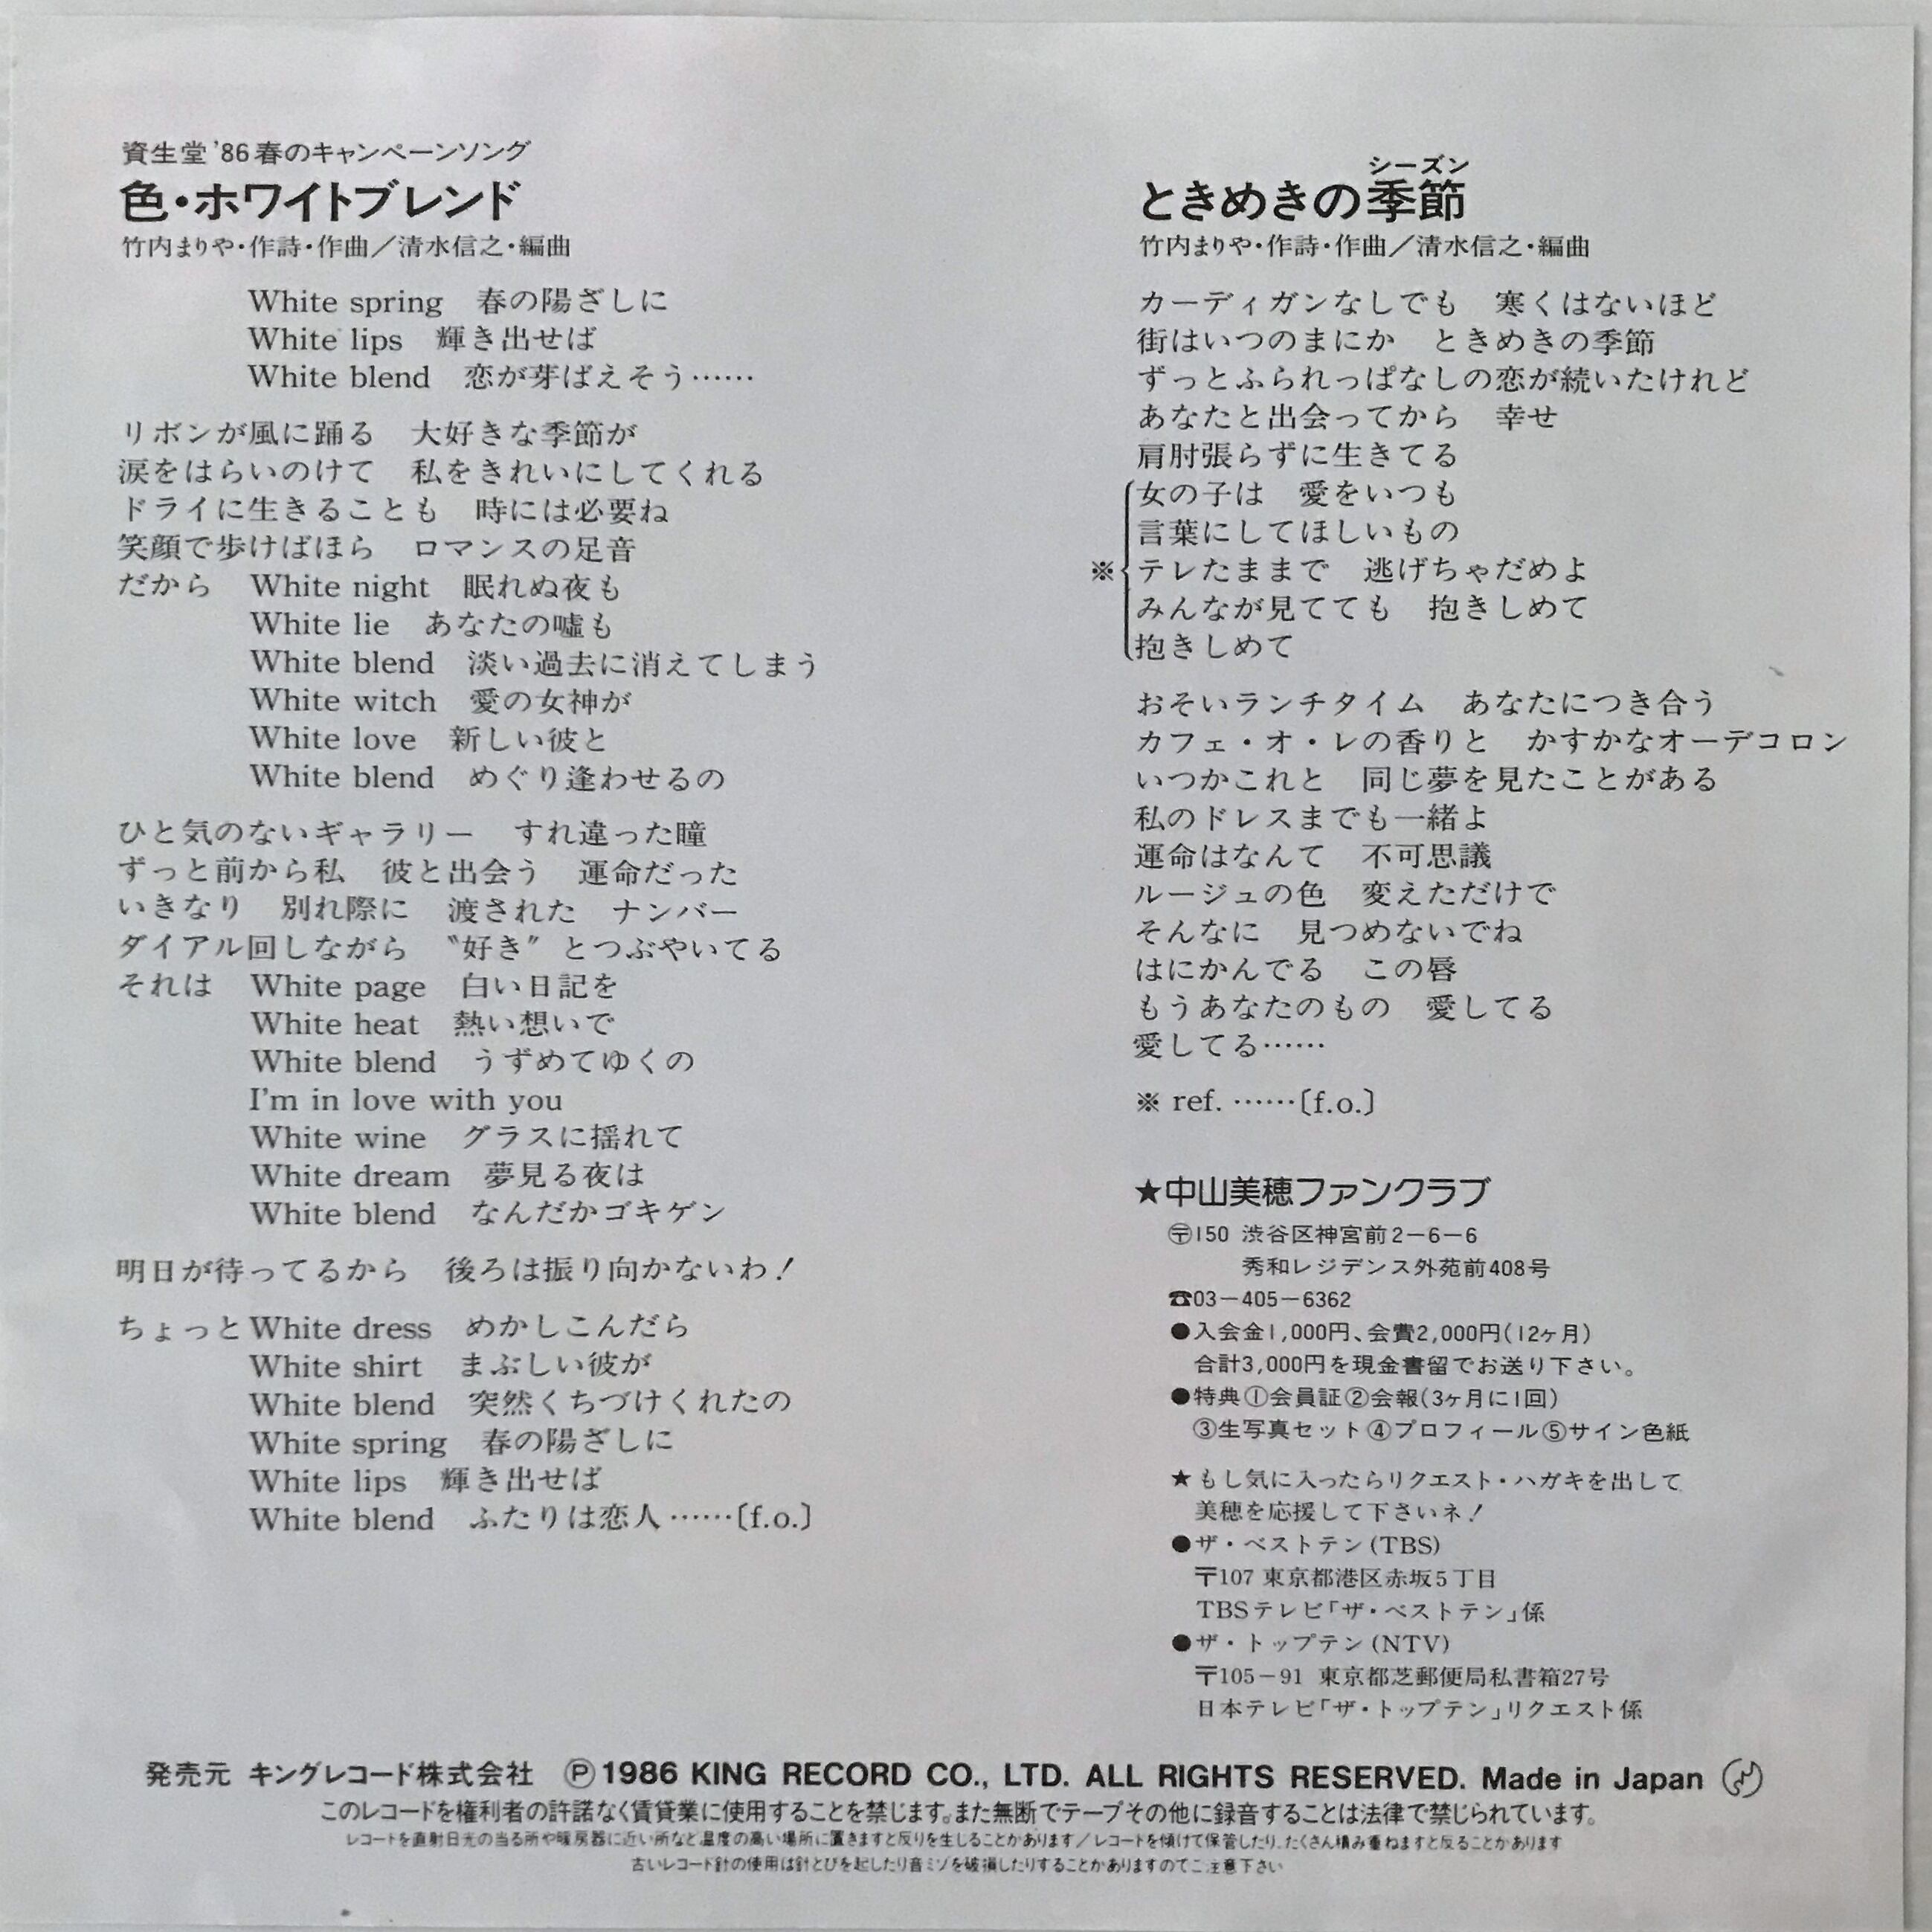 資生堂'86春のキャンペーンソング
色・ホワイトブレンド
竹内まりや・作詩・作曲／清水信之・編曲
White spring 春の陽ざしに
White lips 輝き出せば
White blend 恋が芽ばえそう……
リボンが風に踊る 大好きな季節が
涙をはらいのけて 私をきれいにしてくれる
ドライに生きることも 時には必要ね
笑顔で歩けばほら ロマンスの足音
だから White night 眠れぬ夜も
White lie あなたの嘘も
White blend 淡い過去に消えてしまう
White witch 愛の女神が
White love 新しい彼と
White blend めぐり逢わせるの
ひと気のないギャラリー すれ違った瞳
ずっと前から私 彼と出会う 運命だった
いきなり 別れ際に 渡された ナンバー
ダイアル回しながら 〝好き〟とつぶやいてる
それは White page 白い日記を
White heat 熱い想いで
White blend うずめてゆくの
I'm in love with you
White wine グラスに揺れて
White dream 夢見る夜は
White blend なんだかゴキゲン
明日が待ってるから 後ろは振り向かないわ！
ちょっと White dress めかしこんだら
White shirt まぶしい彼が
White blend 突然くちづけくれたの
White spring 春の陽ざしに
White lips 輝き出せば
White blend ふたりは恋人……〔f.o.〕
シーズン
ときめきの季節
竹内まりや・作詩・作曲／清水信之・編曲
カーディガンなしでも 寒くはないほど
街はいつのまにか ときめきの季節
ずっとふられっぱなしの恋が続いたけれど
あなたと出会ってから 幸せ
肩肘張らずに生きてる
女の子は 愛をいつも
言葉にしてほしいもの
※テレたままで 逃げちゃだめよ
みんなが見てても 抱きしめて
抱きしめて
おそいランチタイム あなたにつき合う
カフェ・オ・レの香りと かすかなオーデコロン
いつかこれと 同じ夢を見たことがある
私のドレスまでも一緒よ
運命はなんて 不可思議
ルージュの色 変えただけで
そんなに 見つめないでね
はにかんでる この唇
もうあなたのもの 愛してる
愛してる……
※ ref. ……〔f.o.〕
★中山美穂ファンクラブ
〶150 渋谷区神宮前2－6－6
秀和レジデンス外苑前408号
☎03－405－6362
●入会金1,000円、会費2,000円(12ヶ月)
合計3,000円を現金書留でお送り下さい。
●特典①会員証②会報(3ヶ月に1回)
③生写真セット④プロフィール⑤サイン色紙
★もし気に入ったらリクエスト・ハガキを出して
美穂を応援して下さいネ！
●ザ・ベストテン(TBS)
〒107 東京都港区赤坂5丁目
TBSテレビ「ザ・ベストテン」係
●ザ・トップテン(NTV)
〒105－91 東京都芝郵便局私書箱27号
日本テレビ「ザ・トップテン」リクエスト係
発売元 キングレコード株式会社 Ⓟ1986 KING RECORD CO., LTD. ALL RIGHTS RESERVED. Made in Japan
このレコードを権利者の許諾なく賃貸業に使用することを禁じます。また無断でテープその他に録音することは法律で禁じられています。
レコードを直射日光の当る所や暖房器に近い所など温度の高い場所に置きますと反りを生じることがあります／レコードを傾けて保管したり、たくさん積み重ねますと反ることがあります
古いレコード針の使用は針とびを起したり音ミゾを破損したりすることがありますのでご注意下さい